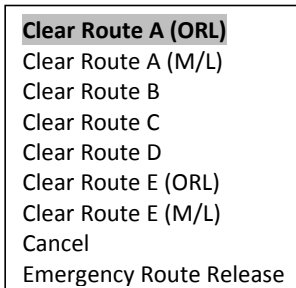 Clear Route A (ORL)
Clear Route A (M/L)
Clear Route B
Clear Route C
Clear Route D
Clear Route E (ORL)
Clear Route E (M/L)
Cancel
Emergency Route Release